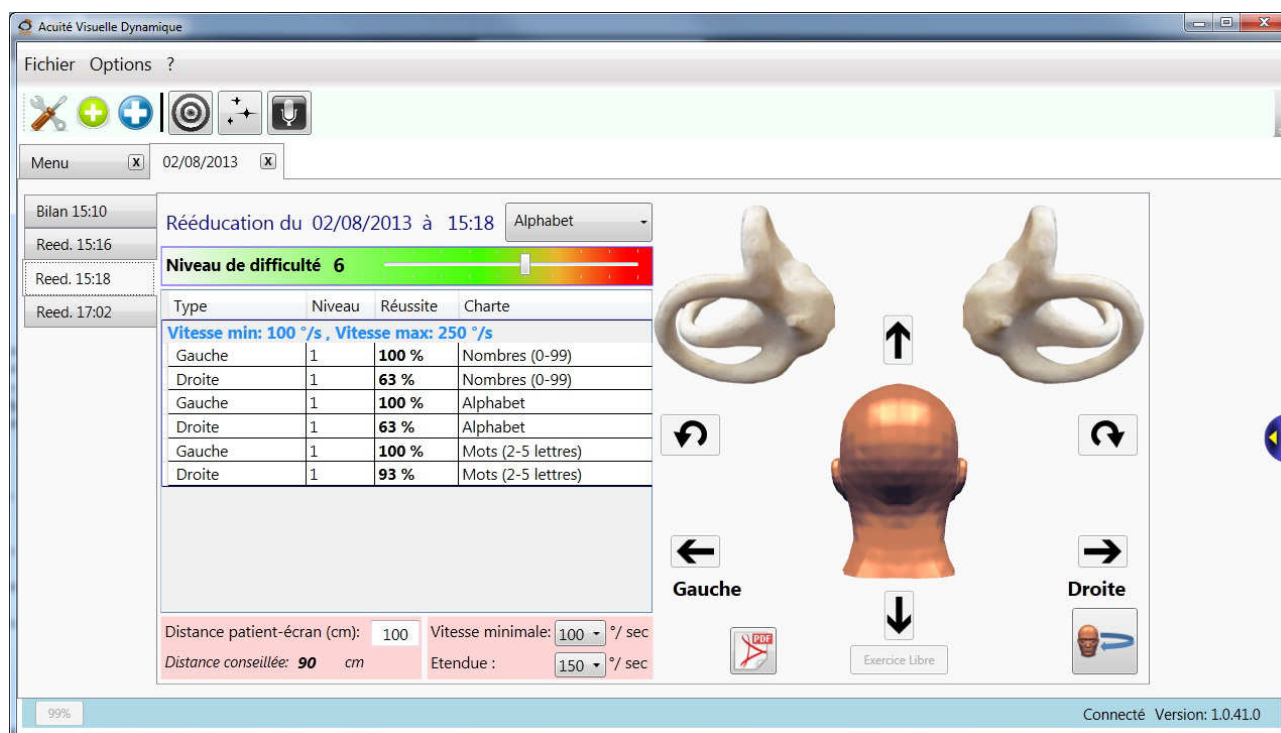 Acuité Visuelle Dynamique
Fichier Options ?
Menu X 02/08/2013 X
Bilan 15:10
Reed. 15:16
Reed. 15:18
Reed. 17:02
Rééducation du 02/08/2013 à 15:18 Alphabet
Niveau de difficulté 6
Type Niveau Réussite Charte
Vitesse min: 100 °/s , Vitesse max: 250 °/s
Gauche 1 100 % Nombres (0-99)
Droite 1 63 % Nombres (0-99)
Gauche 1 100 % Alphabet
Droite 1 63 % Alphabet
Gauche 1 100 % Mots (2-5 lettres)
Droite 1 93 % Mots (2-5 lettres)
Distance patient-écran (cm): 100 Vitesse minimale: 100 °/ sec
Distance conseillée: 90 cm Etendue : 150 °/ sec
Gauche
Droite
PDF
Exercice Libre
99% Connecté Version: 1.0.41.0